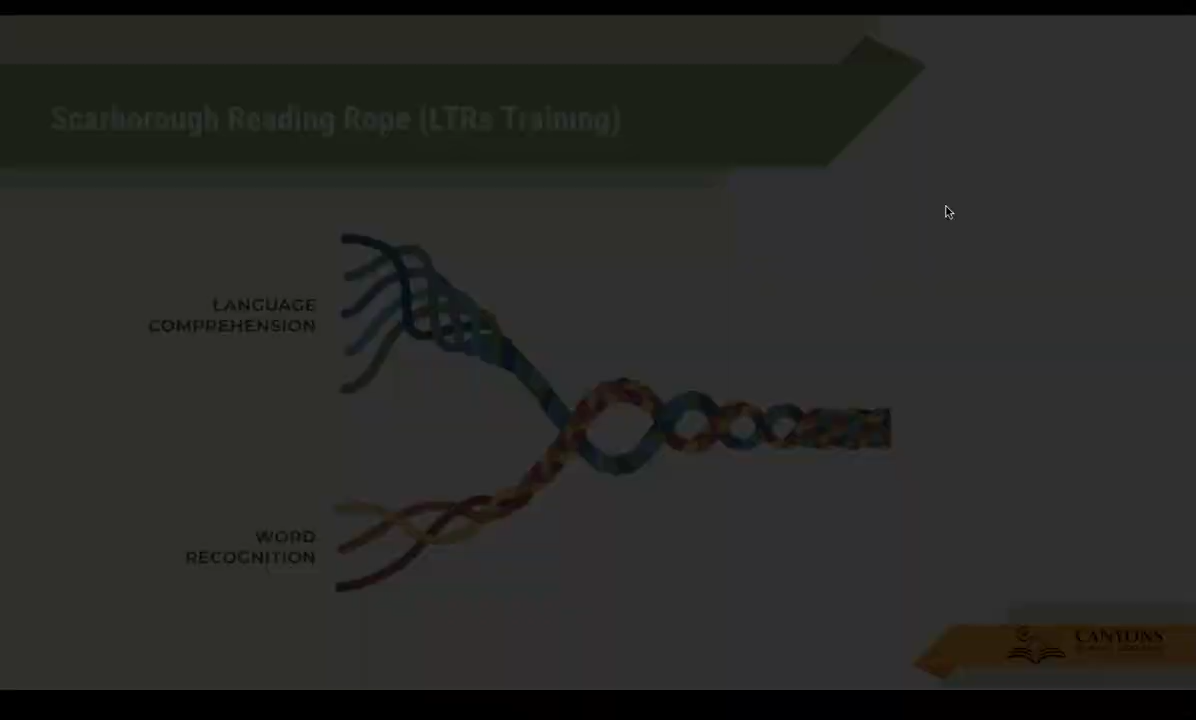 Scarborough Reading Rope (LTRs Training)
LANGUAGE
COMPREHENSION
WORD
RECOGNITION
CANYONS